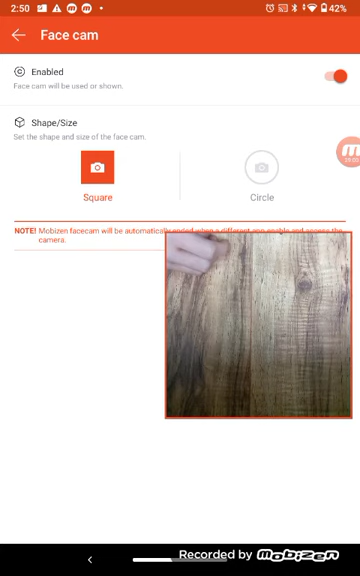 2:50
42%
Face cam
Enabled
Face cam will be used or shown.
Shape/Size
Set the shape and size of the face cam.
Square
Circle
NOTE! Mobizen facecam will be automatically ended when a different app enable and access the
camera.
Recorded by mobizen